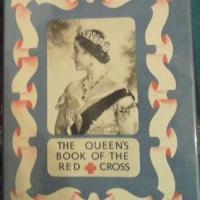 THE QUEEN'S
BOOK OF THE
RED CROSS